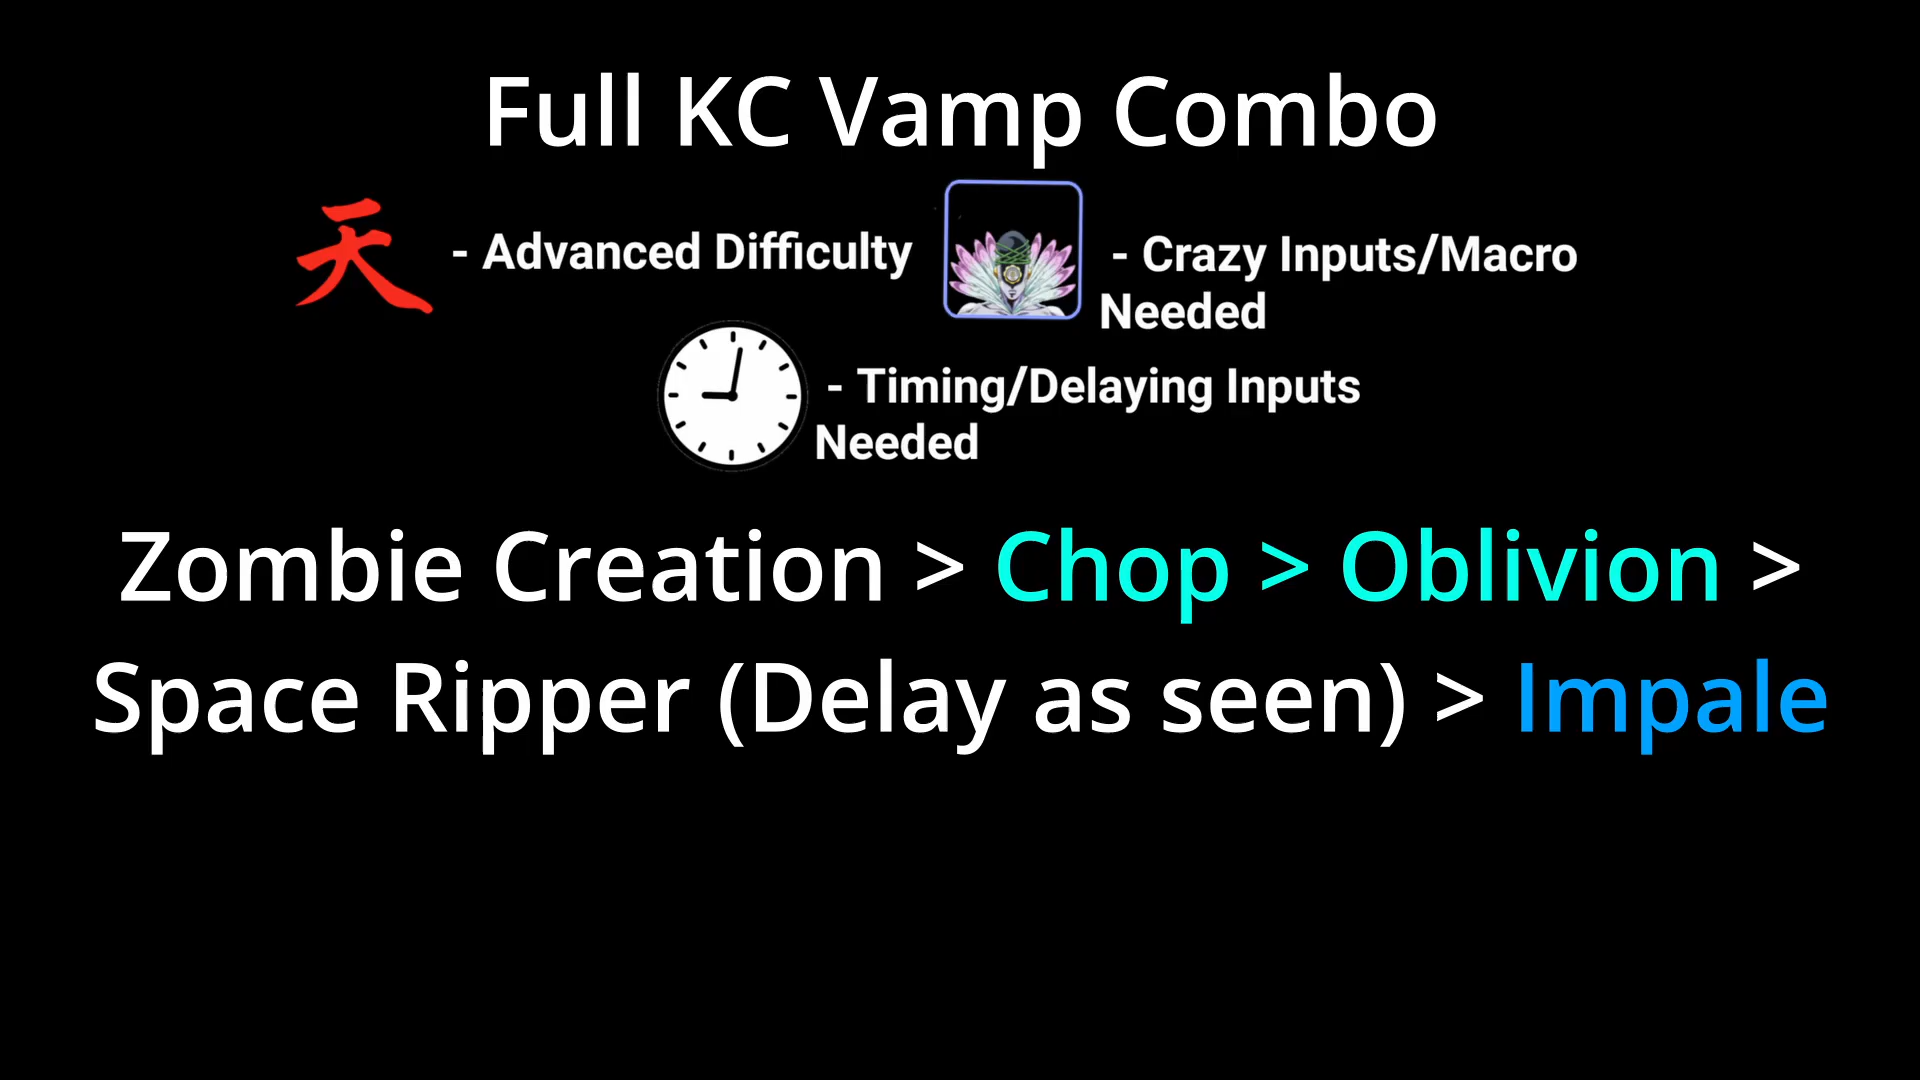 Full KC Vamp Combo
天 - Advanced Difficulty
- Crazy Inputs/Macro
Needed
- Timing/Delaying Inputs
Needed
Zombie Creation > Chop > Oblivion >
Space Ripper (Delay as seen) > Impale